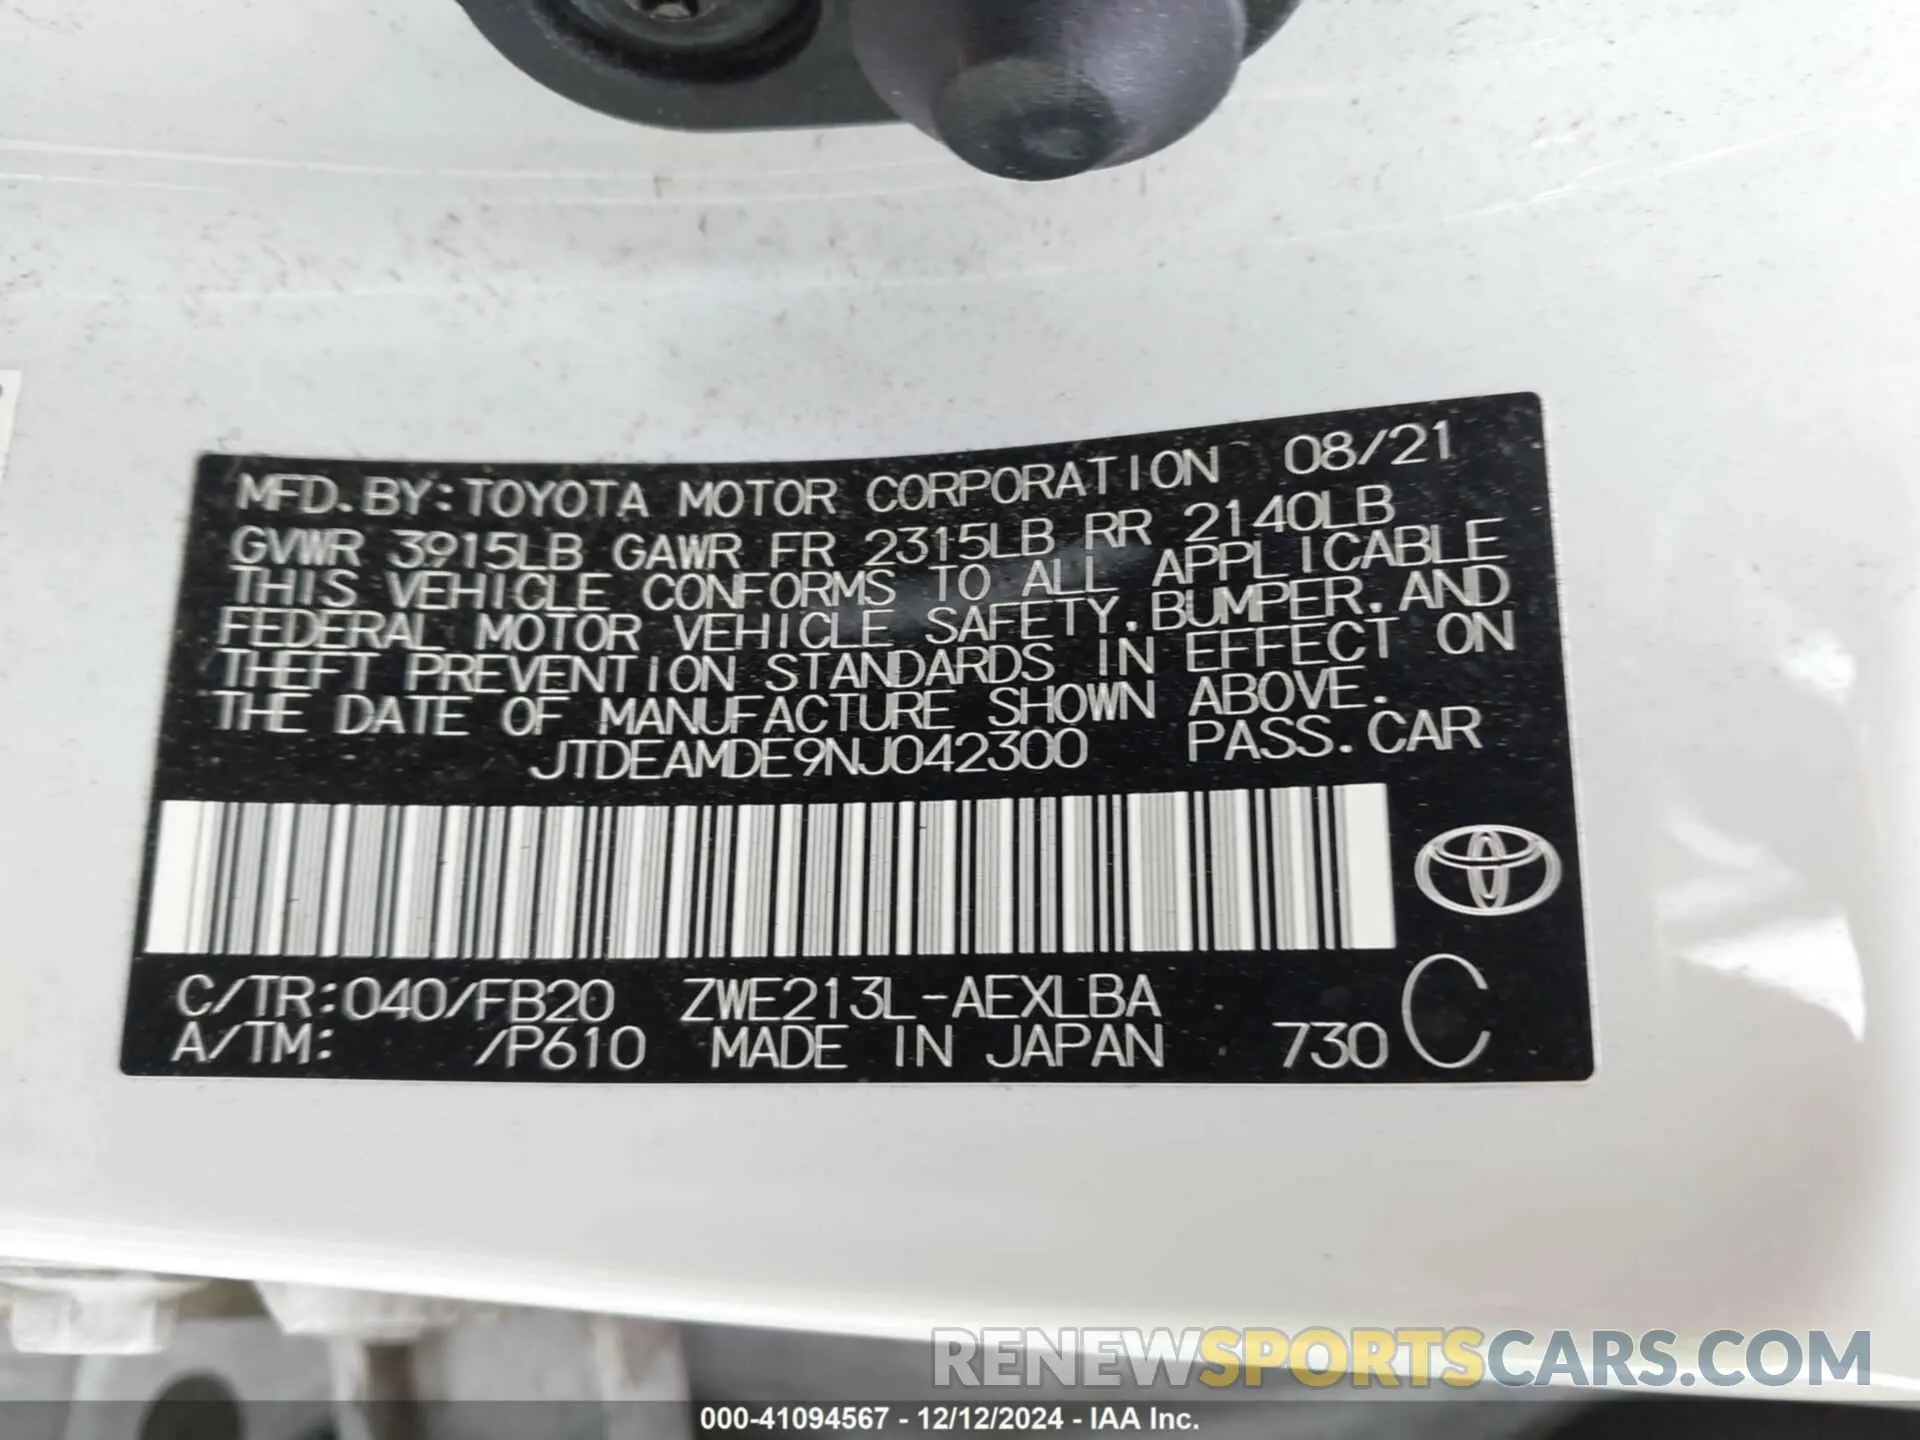 MFD.BY:TOYOTA MOTOR CORPORATION 08/21
GVWR 3915LB GAWR FR 2315LB RR 2140LB
THIS VEHICLE CONFORMS TO ALL APPLICABLE
FEDERAL MOTOR VEHICLE SAFETY,BUMPER,AND
THEFT PREVENTION STANDARDS IN EFFECT ON
THE DATE OF MANUFACTURE SHOWN ABOVE.
JTDEAMDE9NJ042300 PASS.CAR
C/TR:040/FB20 ZWE213L-AEXLBA
A/TM: /P610 MADE IN JAPAN 730 C
RENEWSPORTSCARS.COM
000-41094567 - 12/12/2024 - IAA Inc.